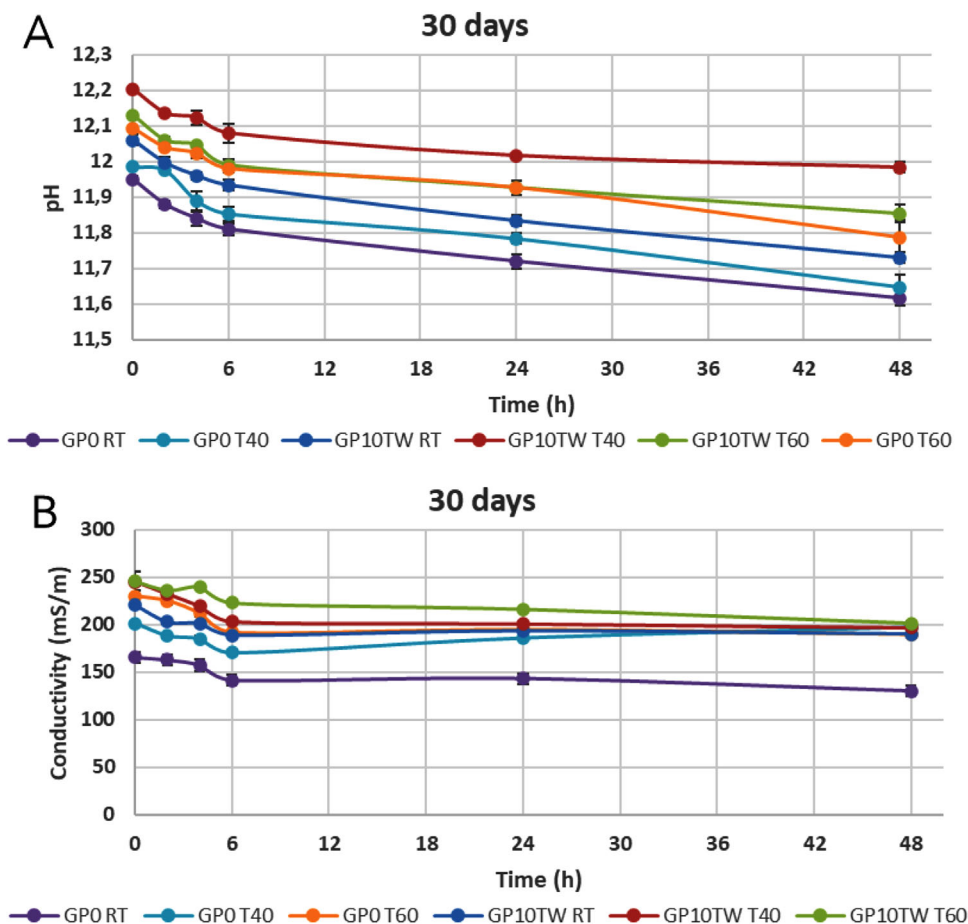 A
30 days
12,3
12,2
12,1
12
11,9
11,8
11,7
11,6
11,5
pH
0 6 12 18 24 30 36 42 48
Time (h)
GP0 RT GP0 T40 GP10TW RT GP10TW T40 GP10TW T60 GP0 T60
B
30 days
300
250
200
150
100
50
0
Conductivity (mS/m)
0 6 12 18 24 30 36 42 48
Time (h)
GP0 RT GP0 T40 GP0 T60 GP10TW RT GP10TW T40 GP10TW T60